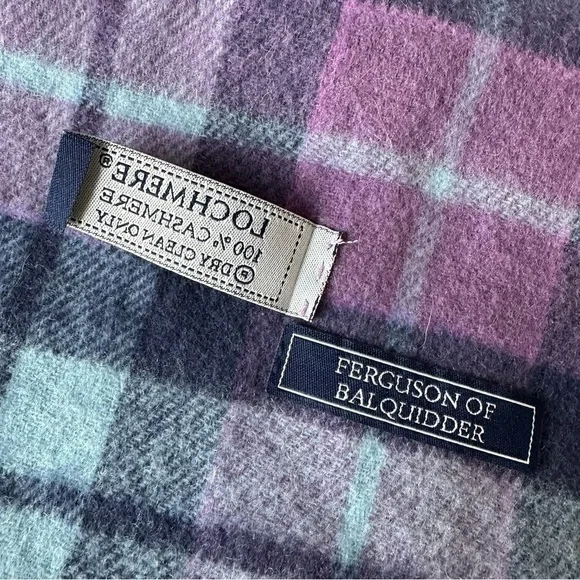 LOCHMERE®
100% CASHMERE
Ⓟ DRY CLEAN ONLY
FERGUSON OF
BALQUIDDER